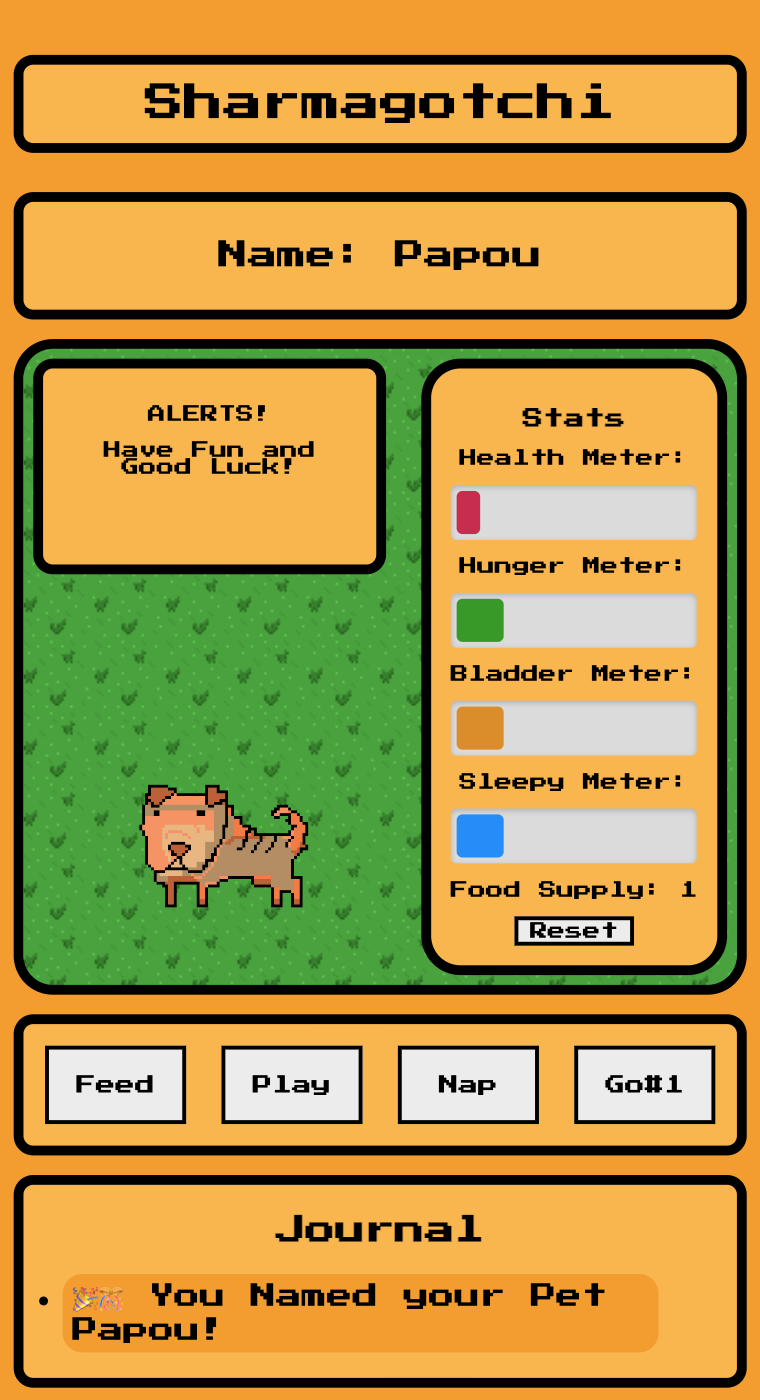 Sharmagotchi
Name: Papou
ALERTS!
Have Fun and
Good Luck!
Stats
Health Meter:
Hunger Meter:
Bladder Meter:
Sleepy Meter:
Food Supply: 1
Reset
Feed
Play
Nap
Go#1
Journal
🎉🎊 You Named your Pet
Papou!